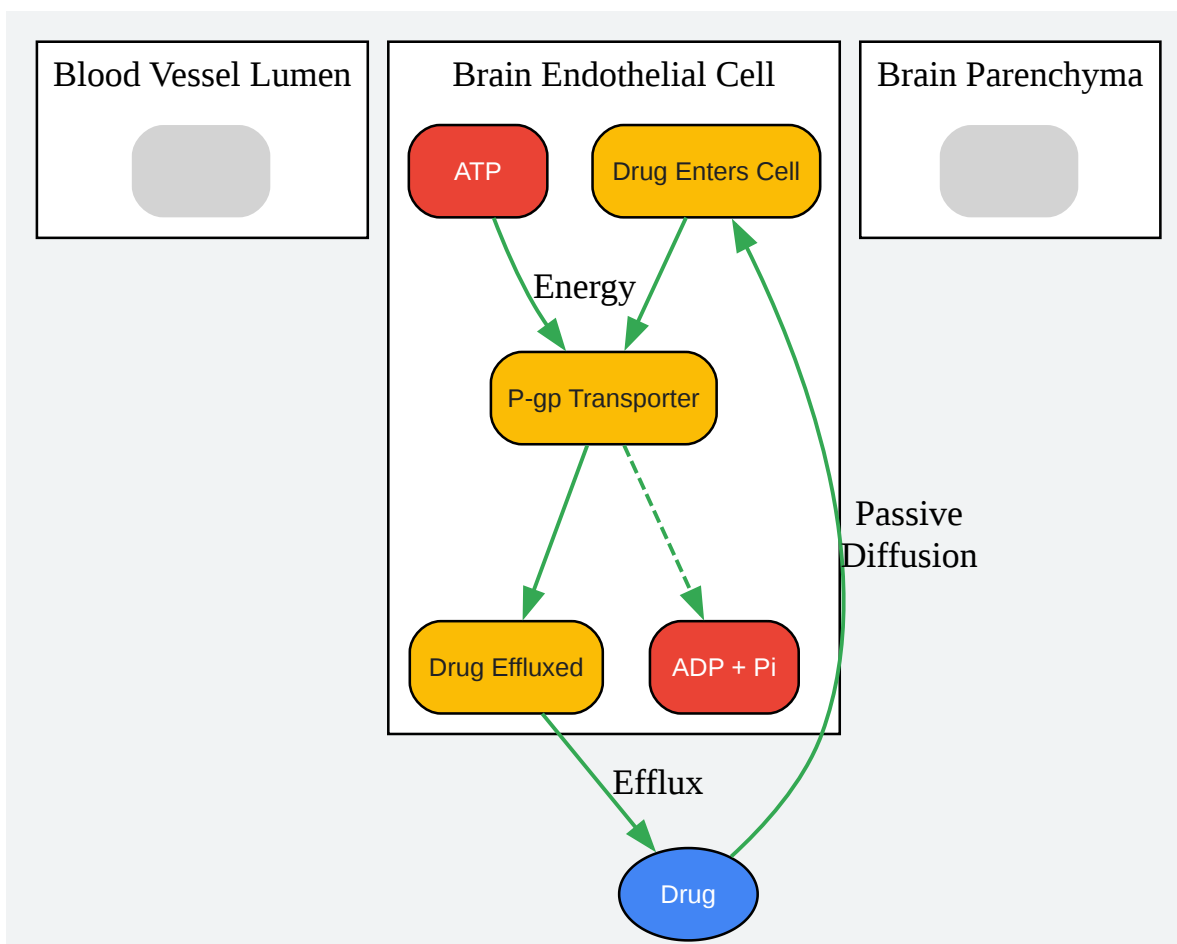 Blood Vessel Lumen
Brain Endothelial Cell
Brain Parenchyma
ATP
Drug Enters Cell
Energy
P-gp Transporter
Passive
Diffusion
Drug Effluxed
ADP + Pi
Efflux
Drug